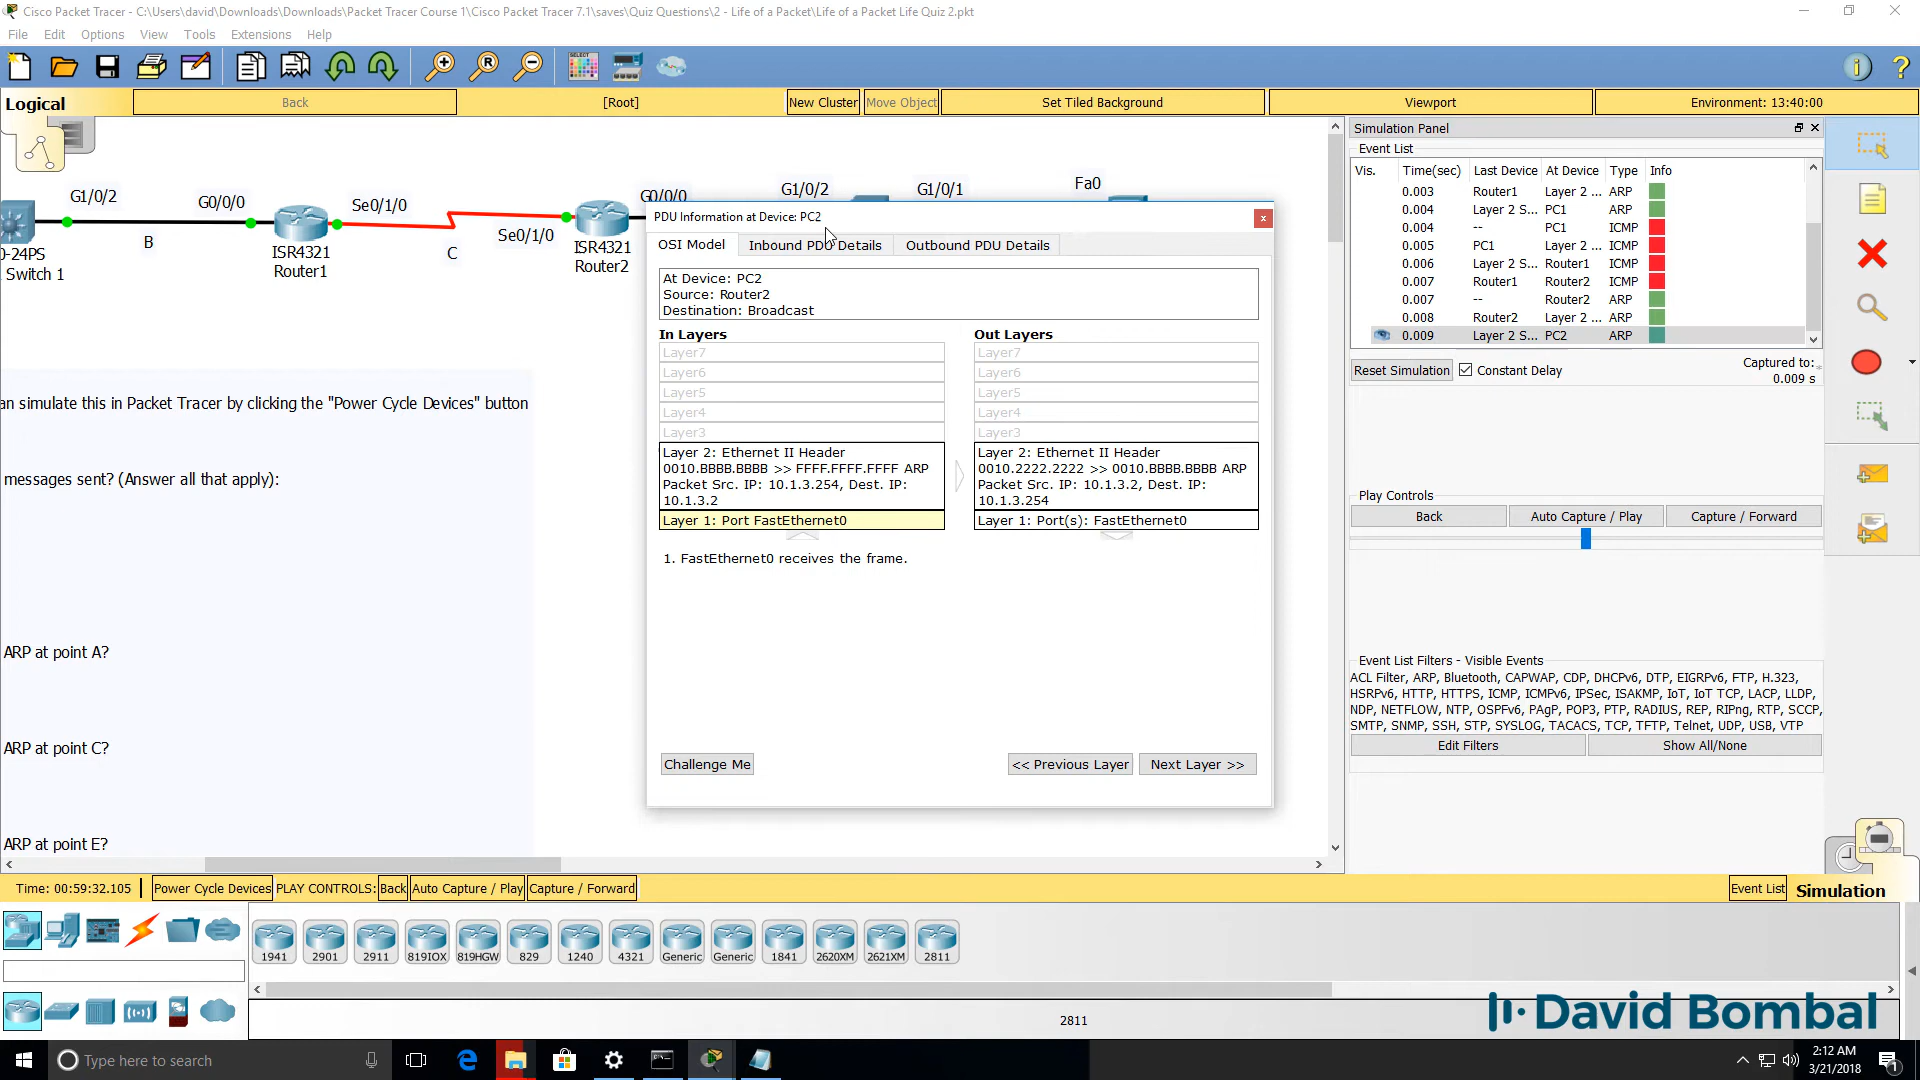 Cisco Packet Tracer - C:\Users\david\Downloads\Downloads\Packet Tracer Course 1\Cisco Packet Tracer 7.1\saves\Quiz Questions\2 - Life of a Packet\Life of a Packet Life Quiz 2.pkt
File Edit Options View Tools Extensions Help
Logical Back [Root] New Cluster Move Object Set Tiled Background Viewport Environment: 13:40:00
G1/0/2
G0/0/0
Se0/1/0
B
C
Se0/1/0
G0/0/0
G1/0/2
G1/0/1
Fa0
0-24PS
Switch 1
ISR4321
Router1
ISR4321
Router2
an simulate this in Packet Tracer by clicking the "Power Cycle Devices" button
messages sent? (Answer all that apply):
ARP at point A?
ARP at point C?
ARP at point E?
PDU Information at Device: PC2
OSI Model Inbound PDU Details Outbound PDU Details
At Device: PC2
Source: Router2
Destination: Broadcast
In Layers
Layer7
Layer6
Layer5
Layer4
Layer3
Layer 2: Ethernet II Header
0010.BBBB.BBBB >> FFFF.FFFF.FFFF ARP
Packet Src. IP: 10.1.3.254, Dest. IP:
10.1.3.2
Layer 1: Port FastEthernet0
Out Layers
Layer7
Layer6
Layer5
Layer4
Layer3
Layer 2: Ethernet II Header
0010.2222.2222 >> 0010.BBBB.BBBB ARP
Packet Src. IP: 10.1.3.2, Dest. IP:
10.1.3.254
Layer 1: Port(s): FastEthernet0
1. FastEthernet0 receives the frame.
Challenge Me << Previous Layer Next Layer >>
Simulation Panel
Event List
Vis. Time(sec) Last Device At Device Type Info
0.003 Router1 Layer 2 ... ARP
0.004 Layer 2 S... PC1 ARP
0.004 -- PC1 ICMP
0.005 PC1 Layer 2 ... ICMP
0.006 Layer 2 S... Router1 ICMP
0.007 Router1 Router2 ICMP
0.007 -- Router2 ARP
0.008 Router2 Layer 2 ... ARP
0.009 Layer 2 S... PC2 ARP
Reset Simulation Constant Delay Captured to:
0.009 s
Play Controls
Back Auto Capture / Play Capture / Forward
Event List Filters - Visible Events
ACL Filter, ARP, Bluetooth, CAPWAP, CDP, DHCPv6, DTP, EIGRPv6, FTP, H.323,
HSRPv6, HTTP, HTTPS, ICMP, ICMPv6, IPSec, ISAKMP, IoT, IoT TCP, LACP, LLDP,
NDP, NETFLOW, NTP, OSPFv6, PAgP, POP3, PTP, RADIUS, REP, RIPng, RTP, SCCP,
SMTP, SNMP, SSH, STP, SYSLOG, TACACS, TCP, TFTP, Telnet, UDP, USB, VTP
Edit Filters Show All/None
Time: 00:59:32.105 Power Cycle Devices PLAY CONTROLS: Back Auto Capture / Play Capture / Forward Event List Simulation
1941 2901 2911 819IOX 819HGW 829 1240 4321 Generic Generic 1841 2620XM 2621XM 2811
2811
David Bombal
Type here to search
2:12 AM
3/21/2018
1